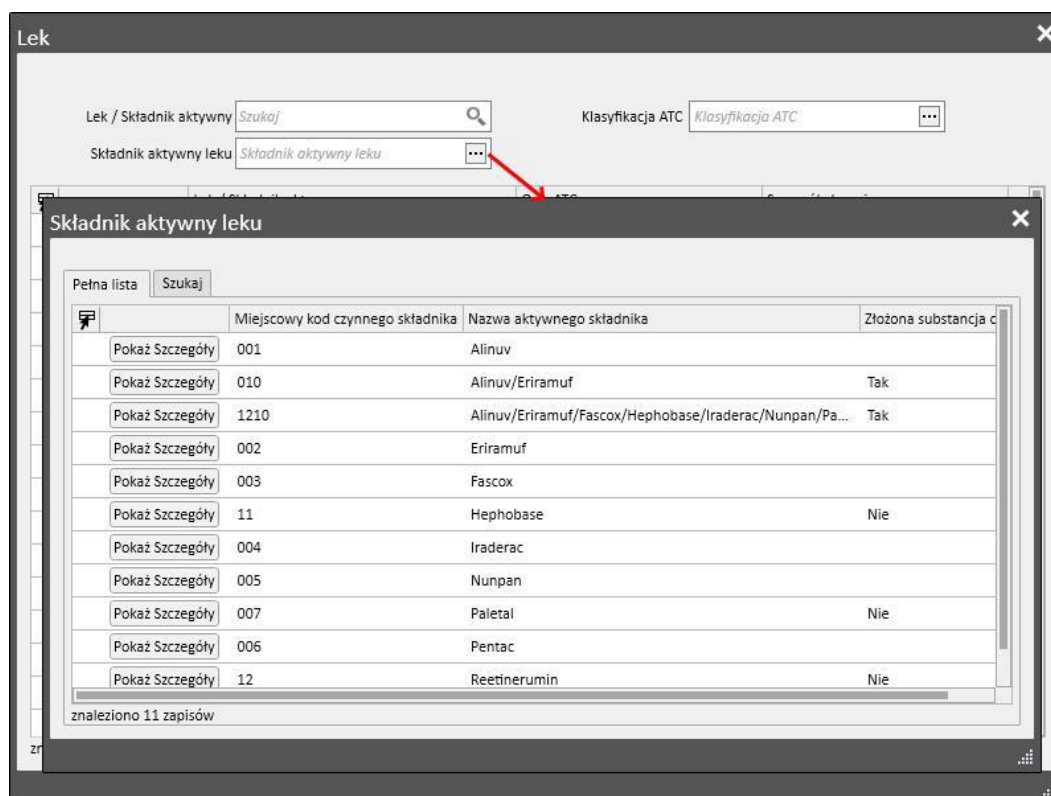 Lek
Lek / Składnik aktywny Szukaj Klasyfikacja ATC Klasyfikacja ATC
Składnik aktywny leku Składnik aktywny leku
Składnik aktywny leku
Pełna lista Szukaj
Miejscowy kod czynnego składnika Nazwa aktywnego składnika Złożona substancja c
Pokaż Szczegóły 001 Alinuv
Pokaż Szczegóły 010 Alinuv/Eriramuf Tak
Pokaż Szczegóły 1210 Alinuv/Eriramuf/Fascox/Hephobase/Iraderac/Nunpan/Pa... Tak
Pokaż Szczegóły 002 Eriramuf
Pokaż Szczegóły 003 Fascox
Pokaż Szczegóły 11 Hephobase Nie
Pokaż Szczegóły 004 Iraderac
Pokaż Szczegóły 005 Nunpan
Pokaż Szczegóły 007 Paletal Nie
Pokaż Szczegóły 006 Pentac
Pokaż Szczegóły 12 Reetinerumin Nie
znaleziono 11 zapisów
zn